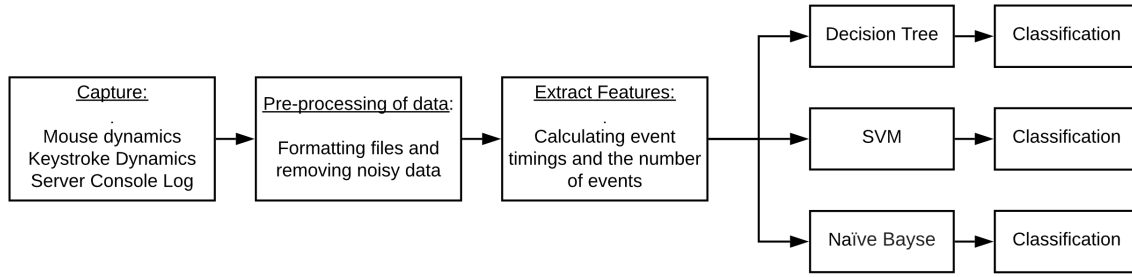 Capture:
.
Mouse dynamics
Keystroke Dynamics
Server Console Log
Pre-processing of data:
Formatting files and
removing noisy data
Extract Features:
.
Calculating event
timings and the number
of events
Decision Tree
Classification
SVM
Classification
Naïve Bayse
Classification